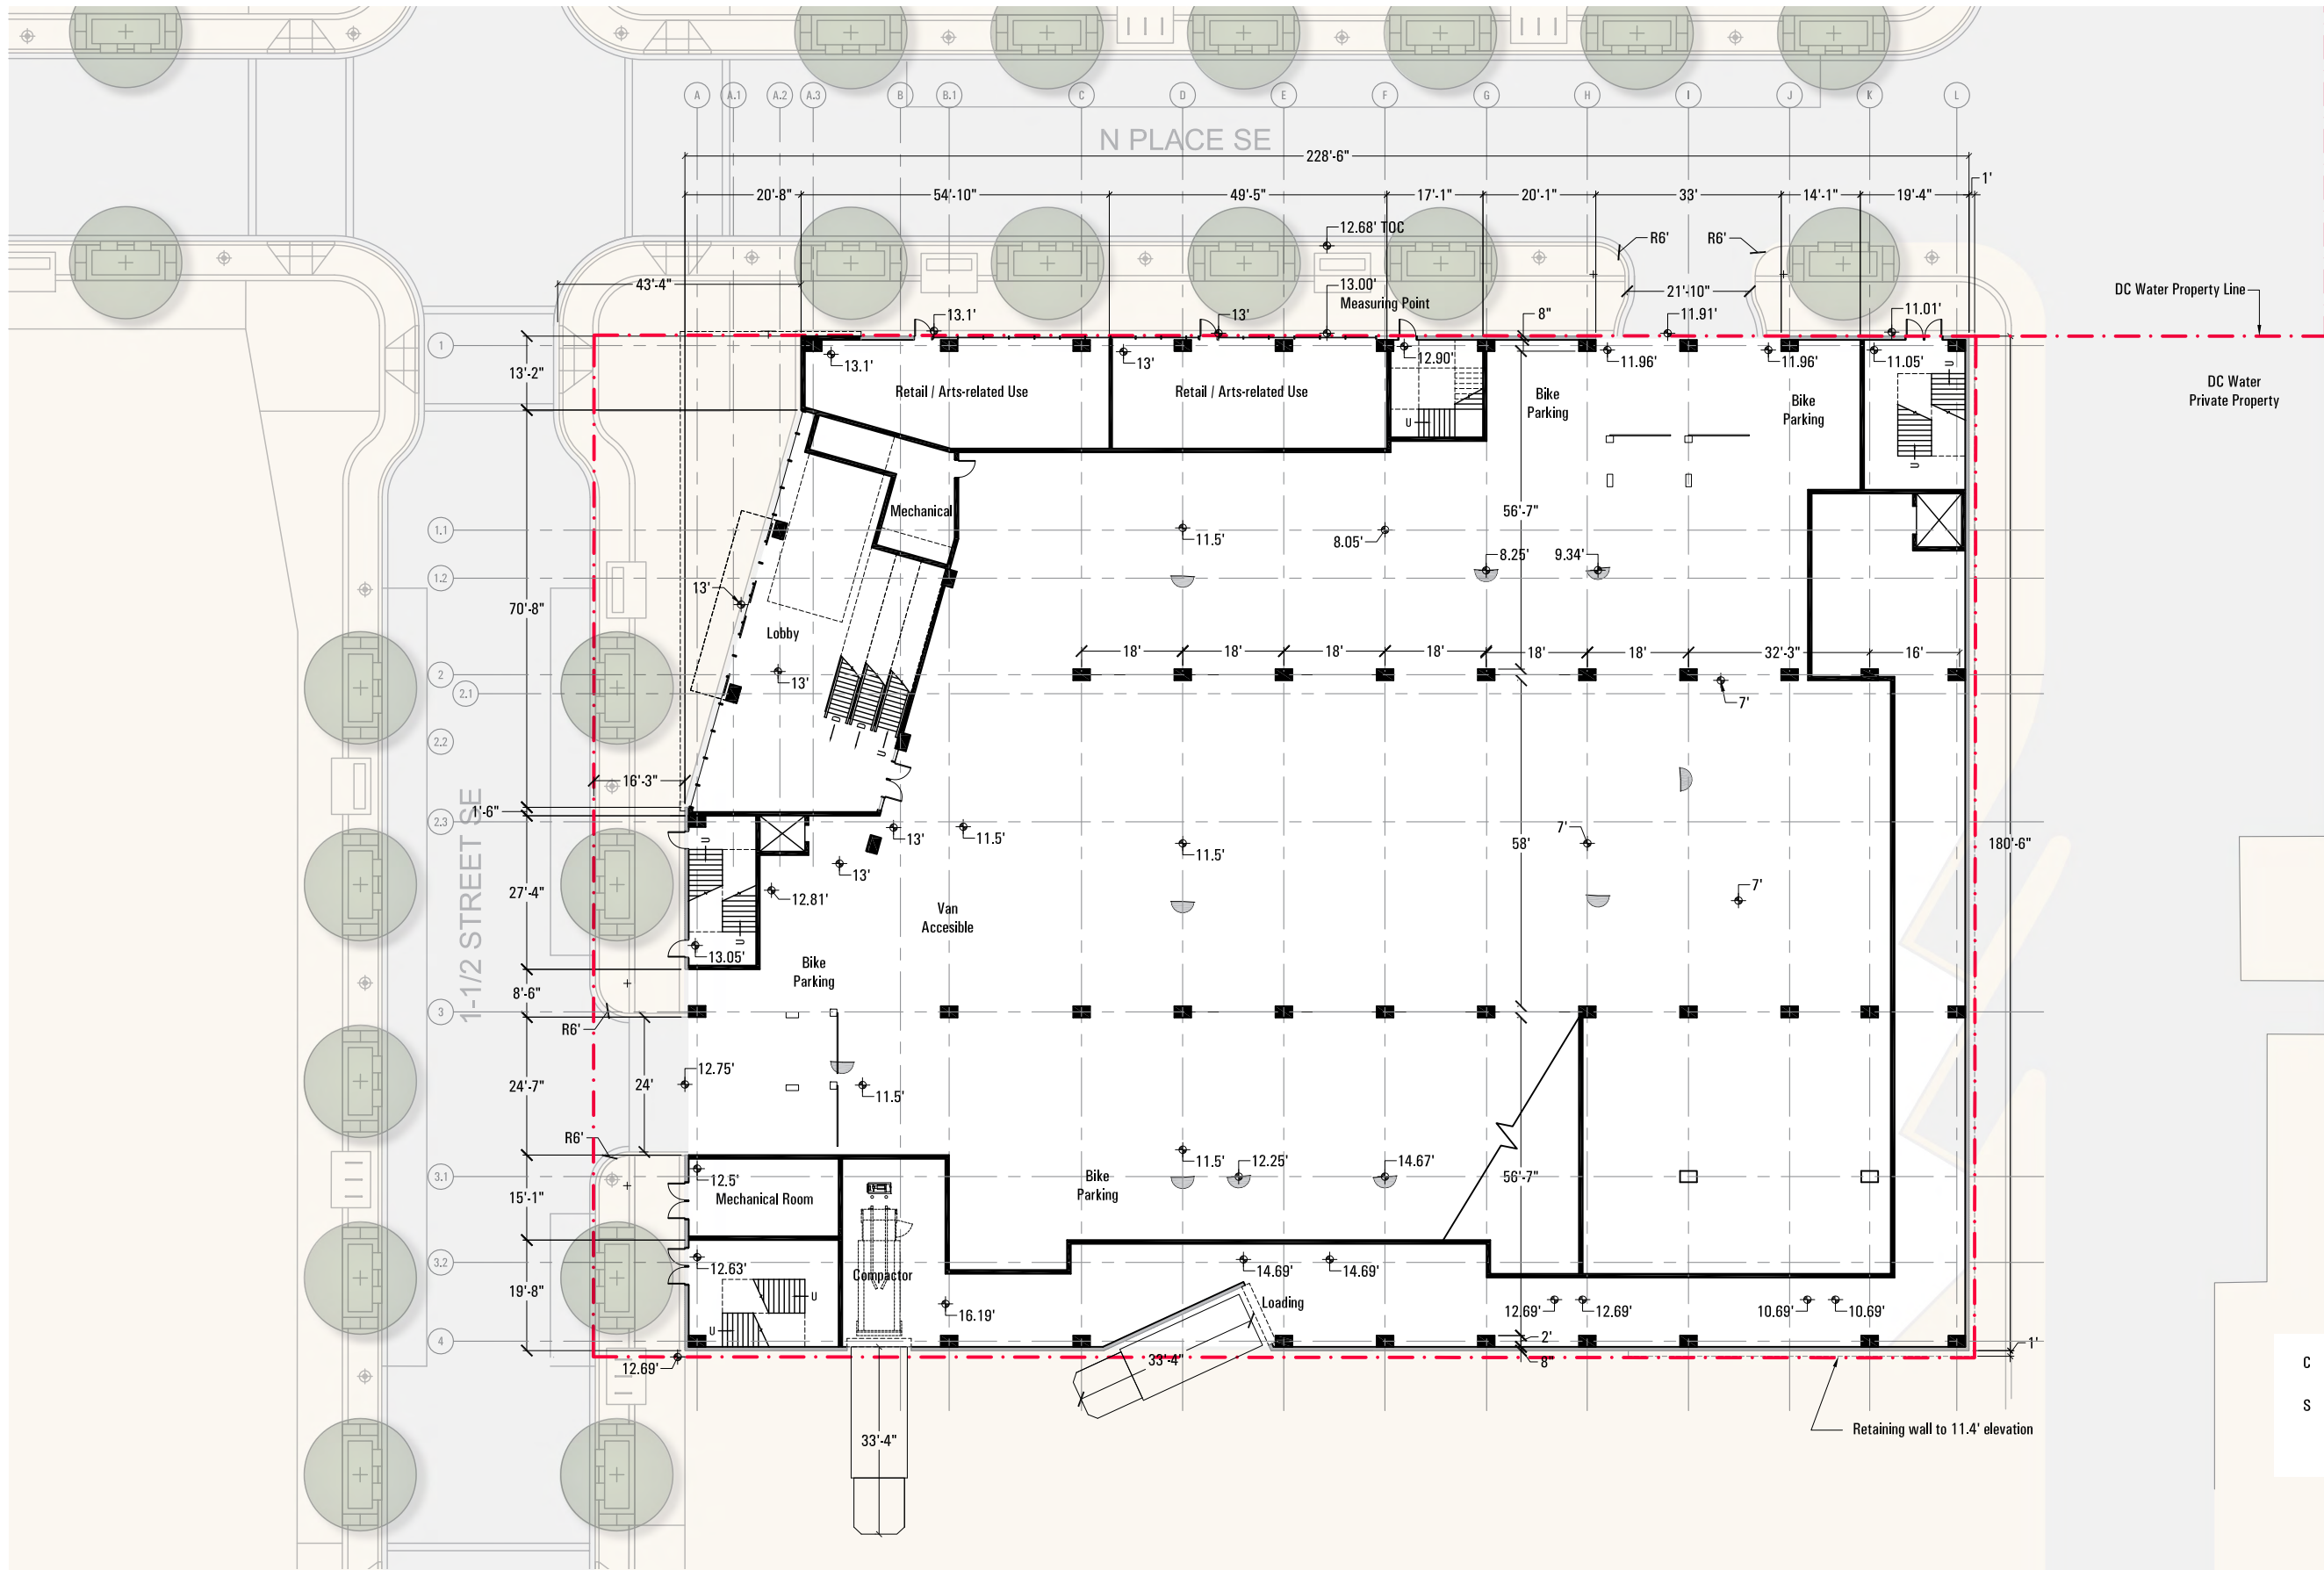 A A.1 A.2 A.3 B B.1 C D E F G H I J K L
N PLACE SE
228'-6"
20'-8" 54'-10" 49'-5" 17'-1" 20'-1" 33' 14'-1" 19'-4" 1'
12.68' TOC
R6' R6'
43'-4"
13.00'
Measuring Point
21'-10"
DC Water Property Line
13.1' 13' 8" 11.91' 11.01'
1
13.1' 13' 12.90' 11.96' 11.96' 11.05'
13'-2"
DC Water
Private Property
Retail / Arts-related Use
Retail / Arts-related Use
Bike
Parking
Bike
Parking
U
U
U
Mechanical
56'-7"
1.1
11.5'
8.05'
8.25'
9.34'
1.2
13'
70'-8"
Lobby
18' 18' 18' 18' 18' 18' 32'-3" 16'
2
13'
7'
2.1
D D U
2.2
16'-3"
1'-6"
1-1/2 STREET SE
2.3
13'
11.5'
11.5'
7'
58'
180'-6"
U
13'
27'-4"
12.81'
7'
Van
Accesible
U
13.05'
Bike
Parking
8'-6"
3
R6'
12.75'
24'-7"
24'
11.5'
R6'
11.5'
12.25'
14.67'
3.1
12.5'
15'-1"
Mechanical Room
Bike
Parking
56'-7"
3.2
12.63'
14.69'
14.69'
Compactor
19'-8"
U
U
16.19'
Loading
12.69'
12.69'
10.69'
10.69'
4
2'
1'
12.69'
33'-4"
8"
C
S
Retaining wall to 11.4' elevation
33'-4"